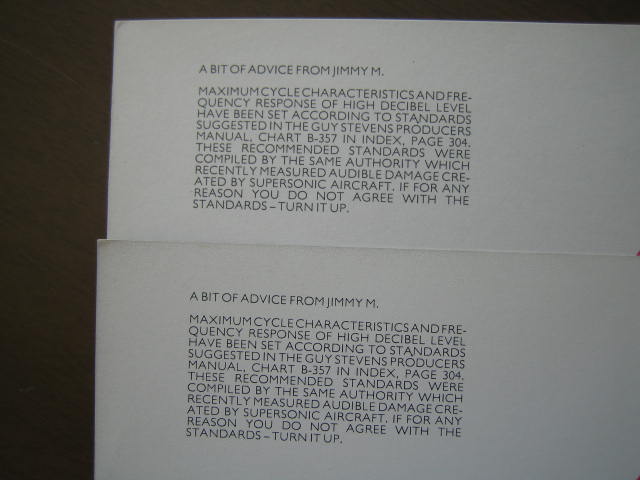 A BIT OF ADVICE FROM JIMMY M.
MAXIMUM CYCLE CHARACTERISTICS AND FRE-
QUENCY RESPONSE OF HIGH DECIBEL LEVEL
HAVE BEEN SET ACCORDING TO STANDARDS
SUGGESTED IN THE GUY STEVENS PRODUCERS
MANUAL, CHART B-357 IN INDEX, PAGE 304.
THESE RECOMMENDED STANDARDS WERE
COMPILED BY THE SAME AUTHORITY WHICH
RECENTLY MEASURED AUDIBLE DAMAGE CRE-
ATED BY SUPERSONIC AIRCRAFT. IF FOR ANY
REASON YOU DO NOT AGREE WITH THE
STANDARDS – TURN IT UP.
A BIT OF ADVICE FROM JIMMY M.
MAXIMUM CYCLE CHARACTERISTICS AND FRE-
QUENCY RESPONSE OF HIGH DECIBEL LEVEL
HAVE BEEN SET ACCORDING TO STANDARDS
SUGGESTED IN THE GUY STEVENS PRODUCERS
MANUAL, CHART B-357 IN INDEX, PAGE 304.
THESE RECOMMENDED STANDARDS WERE
COMPILED BY THE SAME AUTHORITY WHICH
RECENTLY MEASURED AUDIBLE DAMAGE CRE-
ATED BY SUPERSONIC AIRCRAFT. IF FOR ANY
REASON YOU DO NOT AGREE WITH THE
STANDARDS – TURN IT UP.